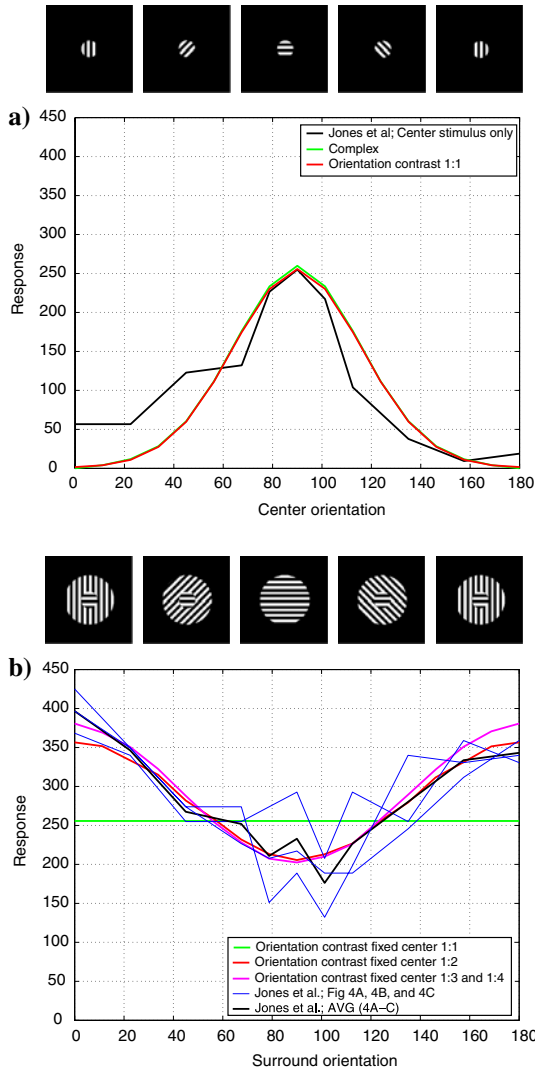 a)
450
400
350
300
250
200
150
100
50
0
Response
Jones et al; Center stimulus only
Complex
Orientation contrast 1:1
0 20 40 60 80 100 120 140 160 180
Center orientation
b)
450
400
350
300
250
200
150
100
50
0
Response
Orientation contrast fixed center 1:1
Orientation contrast fixed center 1:2
Orientation contrast fixed center 1:3 and 1:4
Jones et al.; Fig 4A, 4B, and 4C
Jones et al.; AVG (4A–C)
0 20 40 60 80 100 120 140 160 180
Surround orientation